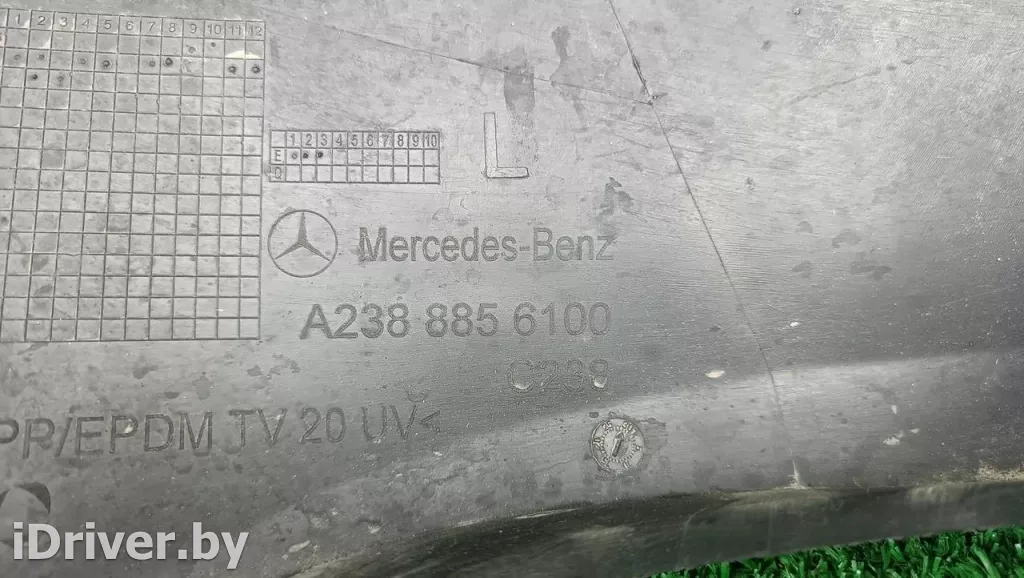 1 2 3 4 5 6 7 8 9 10 11 12
1 2 3 4 5 6 7 8 9 10
E
Q
L
Mercedes-Benz
A238 885 6100
C238
PR/EPDM TV 20 UV<
iDriver.by